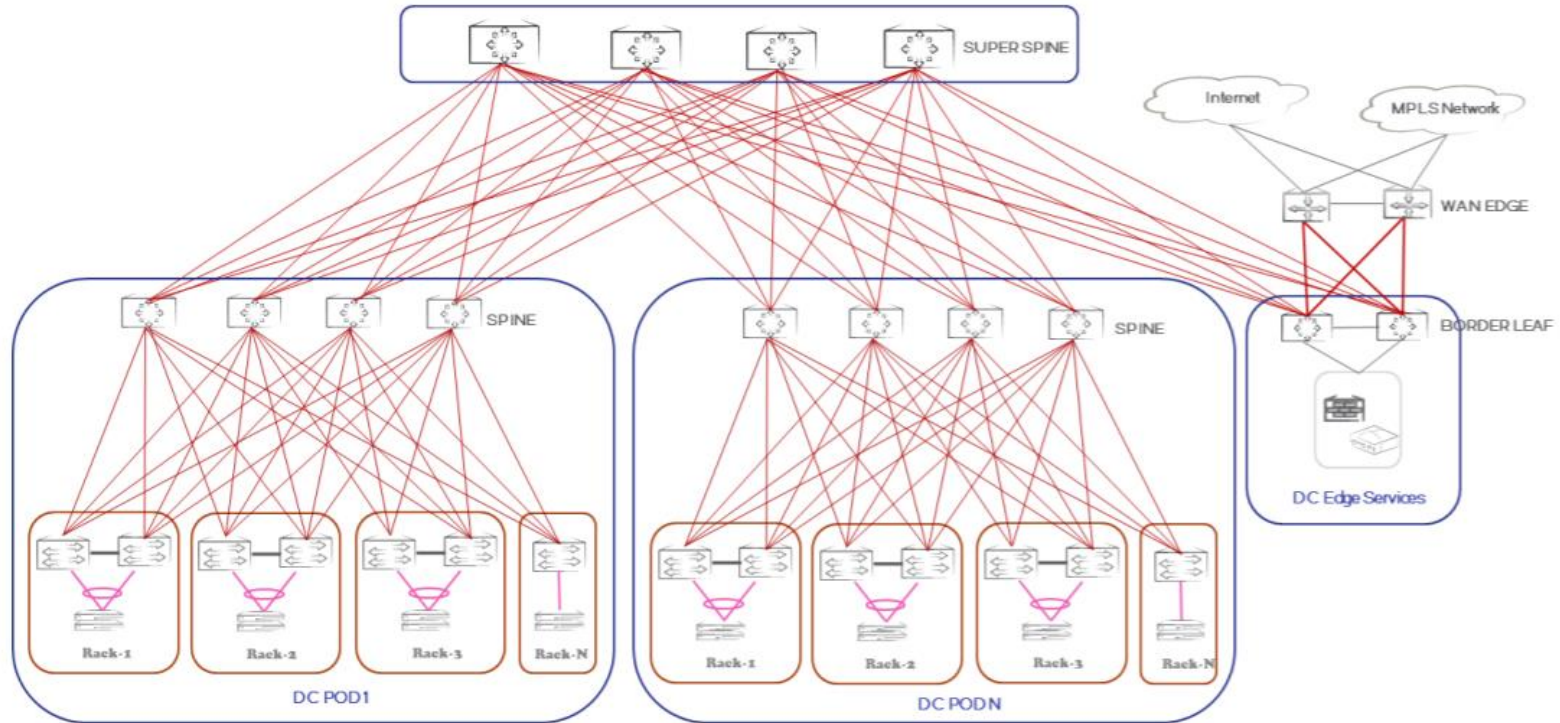 SUPER SPINE
Internet
MPLS Network
WAN EDGE
SPINE
SPINE
BORDER LEAF
DC Edge Services
Rack-1
Rack-2
Rack-3
Rack-N
Rack-1
Rack-2
Rack-3
Rack-N
DC POD1
DC POD N